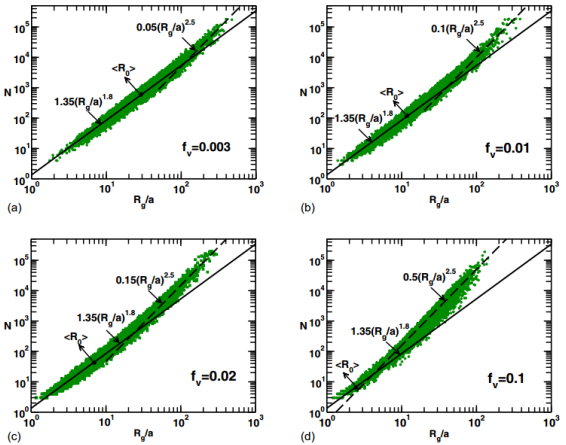 10^5
10^4
10^3
N
10^2
10^1
10^0
0.05(R_g/a)^2.5
<R_0>
1.35(R_g/a)^1.8
f_v=0.003
10^0 10^1 10^2 10^3
(a) R_g/a
10^5
10^4
10^3
N
10^2
10^1
10^0
0.1(R_g/a)^2.5
<R_0>
1.35(R_g/a)^1.8
f_v=0.01
10^0 10^1 10^2 10^3
(b) R_g/a
10^5
10^4
10^3
N
10^2
10^1
10^0
0.15(R_g/a)^2.5
1.35(R_g/a)^1.8
<R_0>
f_v=0.02
10^0 10^1 10^2 10^3
(c) R_g/a
10^5
10^4
10^3
N
10^2
10^1
10^0
0.5(R_g/a)^2.5
1.35(R_g/a)^1.8
<R_0>
f_v=0.1
10^0 10^1 10^2 10^3
(d) R_g/a